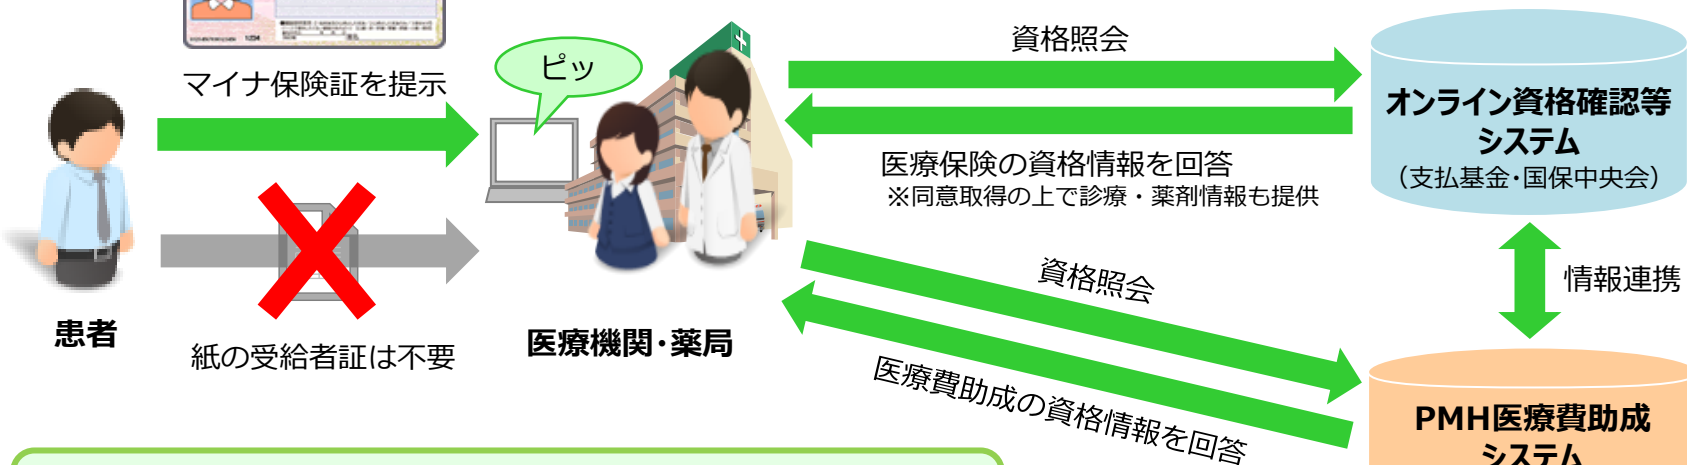 1234
マイナ保険証を提示
ピッ
資格照会
オンライン資格確認等
システム
（支払基金・国保中央会）
医療保険の資格情報を回答
※同意取得の上で診療・薬剤情報も提供
資格照会
情報連携
患者
紙の受給者証は不要
医療機関・薬局
医療費助成の資格情報を回答
PMH医療費助成
システム